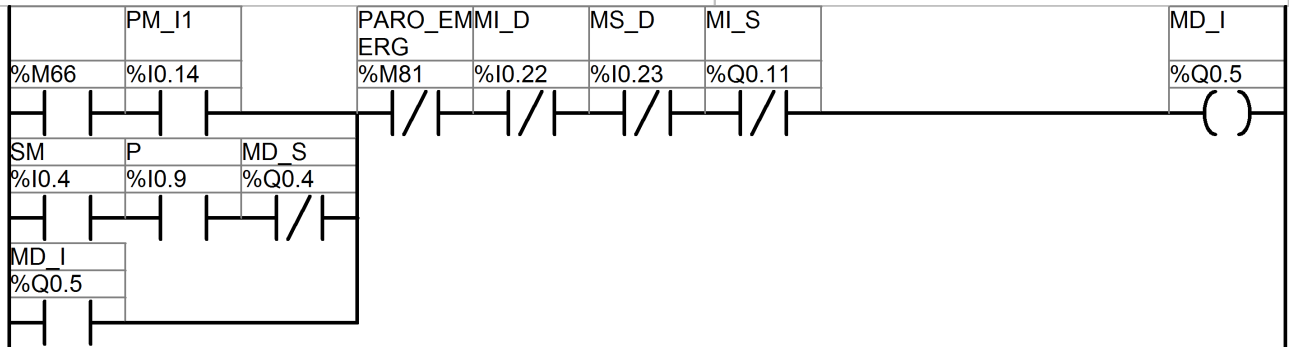 PM_I1 PARO_EM MI_D MS_D MI_S MD_I
ERG
%M66 %I0.14 %M81 %I0.22 %I0.23 %Q0.11 %Q0.5
SM P MD_S
%I0.4 %I0.9 %Q0.4
MD_I
%Q0.5